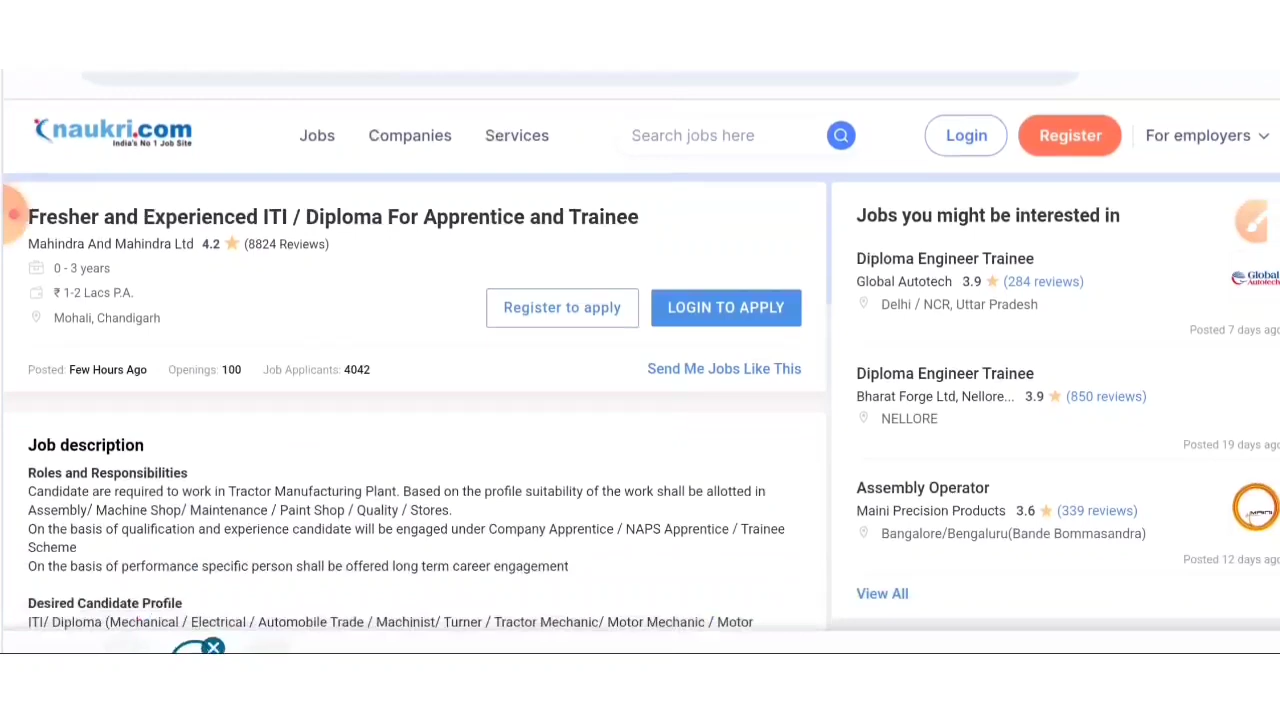 naukri.com
India's No 1 Job Site
Jobs
Companies
Services
Search jobs here
Login
Register
For employers
Fresher and Experienced ITI / Diploma For Apprentice and Trainee
Mahindra And Mahindra Ltd 4.2 (8824 Reviews)
0 - 3 years
₹ 1-2 Lacs P.A.
Mohali, Chandigarh
Register to apply
LOGIN TO APPLY
Posted: Few Hours Ago Openings: 100 Job Applicants: 4042
Send Me Jobs Like This
Job description
Roles and Responsibilities
Candidate are required to work in Tractor Manufacturing Plant. Based on the profile suitability of the work shall be allotted in
Assembly/ Machine Shop/ Maintenance / Paint Shop / Quality / Stores.
On the basis of qualification and experience candidate will be engaged under Company Apprentice / NAPS Apprentice / Trainee
Scheme
On the basis of performance specific person shall be offered long term career engagement
Desired Candidate Profile
ITI/ Diploma (Mechanical / Electrical / Automobile Trade / Machinist/ Turner / Tractor Mechanic/ Motor Mechanic / Motor
Jobs you might be interested in
Diploma Engineer Trainee
Global Autotech 3.9 (284 reviews)
Global
Autotech
Delhi / NCR, Uttar Pradesh
Posted 7 days ago
Diploma Engineer Trainee
Bharat Forge Ltd, Nellore... 3.9 (850 reviews)
NELLORE
Posted 19 days ago
Assembly Operator
Maini Precision Products 3.6 (339 reviews)
MAINI
Bangalore/Bengaluru(Bande Bommasandra)
Posted 12 days ago
View All